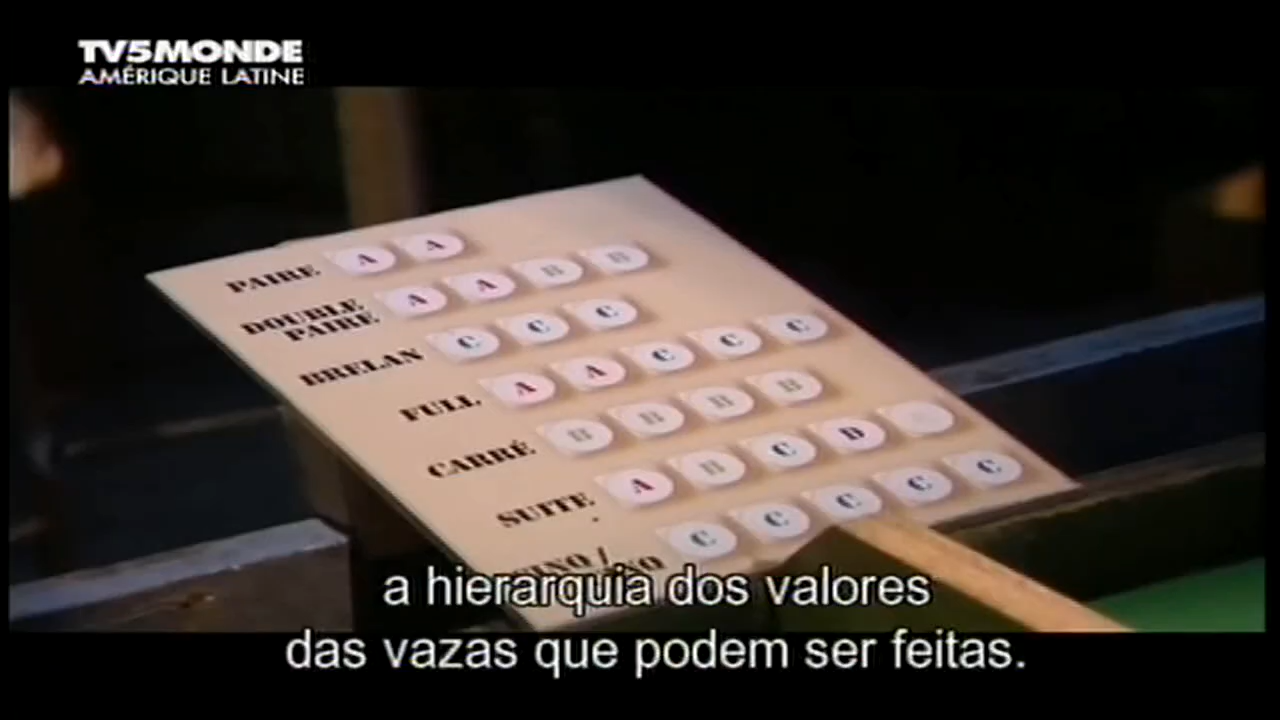 TV5MONDE
AMÉRIQUE LATINE
PAIRE A A
DOUBLE
PAIRE A A B B
BRELAN C C C
FULL A A C C C
CARRÉ B B B B
SUITE A B C D
C C C C C
a hierarquia dos valores
das vazas que podem ser feitas.